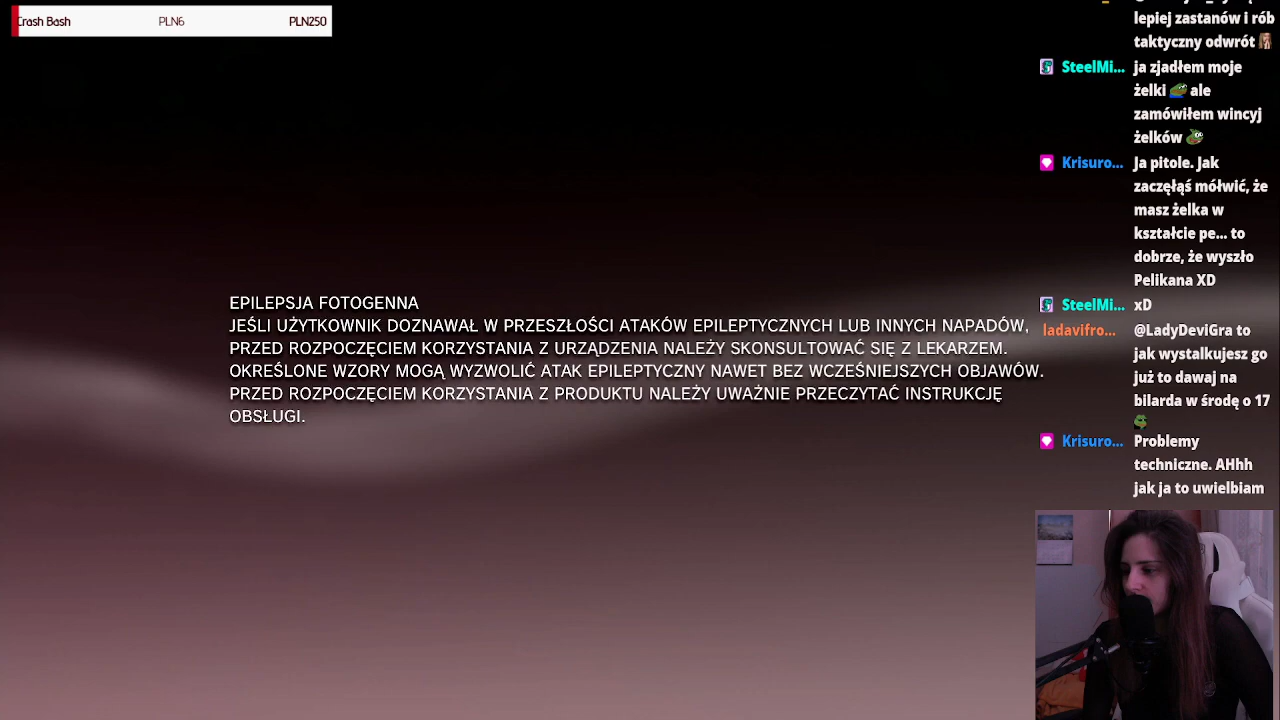 Crash Bash PLN6 PLN250
EPILEPSJA FOTOGENNA
JEŚLI UŻYTKOWNIK DOZNAWAŁ W PRZESZŁOŚCI ATAKÓW EPILEPTYCZNYCH LUB INNYCH NAPADÓW,
PRZED ROZPOCZĘCIEM KORZYSTANIA Z URZĄDZENIA NALEŻY SKONSULTOWAĆ SIĘ Z LEKARZEM.
OKREŚLONE WZORY MOGĄ WYZWOLIĆ ATAK EPILEPTYCZNY NAWET BEZ WCZEŚNIEJSZYCH OBJAWÓW.
PRZED ROZPOCZĘCIEM KORZYSTANIA Z PRODUKTU NALEŻY UWAŻNIE PRZECZYTAĆ INSTRUKCJĘ
OBSŁUGI.
lepiej zastanów i rób
taktyczny odwrót
SteelMi... ja zjadłem moje
żelki ale
zamówiłem wincyj
żelków
Krisuro... Ja pitole. Jak
zaczęłąś mółwić, że
masz żelka w
kształcie pe... to
dobrze, że wyszło
Pelikana XD
SteelMi... xD
ladavifro... @LadyDeviGra to
jak wystalkujesz go
już to dawaj na
bilarda w środę o 17
Krisuro... Problemy
techniczne. AHhh
jak ja to uwielbiam